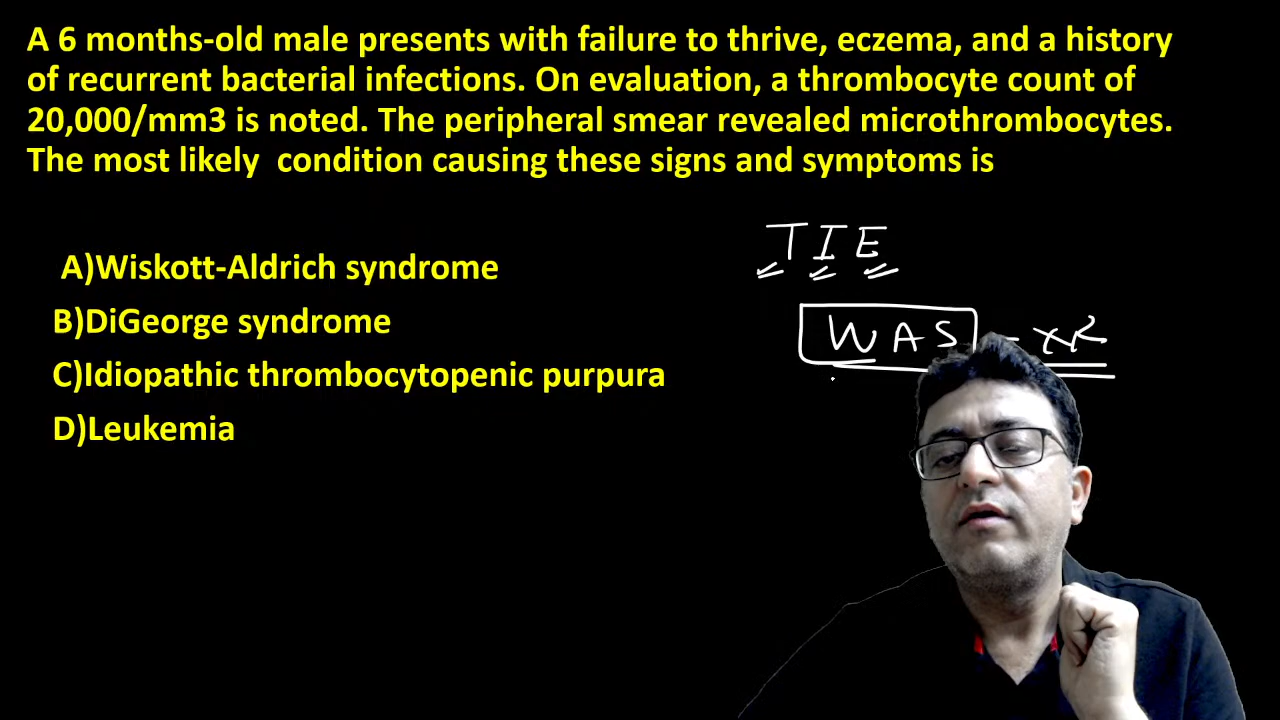 A 6 months-old male presents with failure to thrive, eczema, and a history
of recurrent bacterial infections. On evaluation, a thrombocyte count of
20,000/mm3 is noted. The peripheral smear revealed microthrombocytes.
The most likely condition causing these signs and symptoms is
TIE
A)Wiskott-Aldrich syndrome
B)DiGeorge syndrome
WAS - XR
C)Idiopathic thrombocytopenic purpura
D)Leukemia